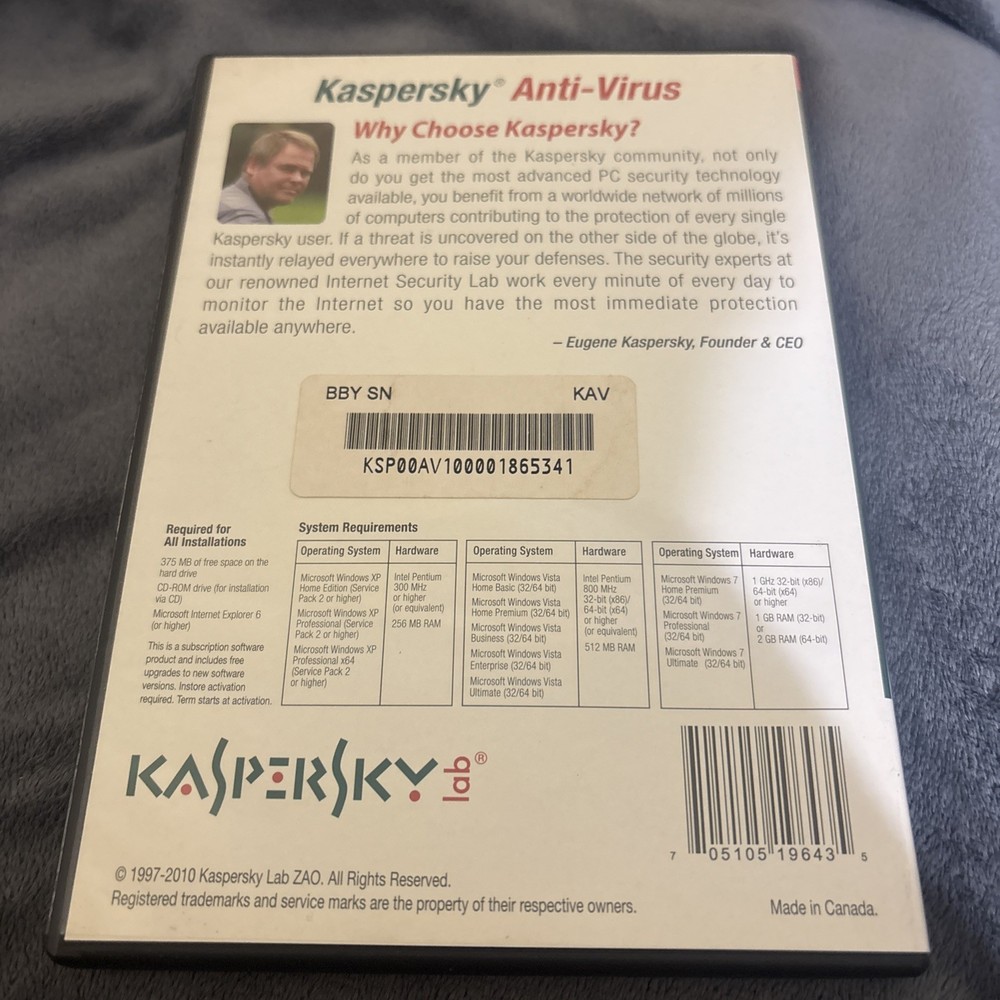 Kaspersky® Anti-Virus
Why Choose Kaspersky?
As a member of the Kaspersky community, not only
do you get the most advanced PC security technology
available, you benefit from a worldwide network of millions
of computers contributing to the protection of every single
Kaspersky user. If a threat is uncovered on the other side of the globe, it's
instantly relayed everywhere to raise your defenses. The security experts at
our renowned Internet Security Lab work every minute of every day to
monitor the Internet so you have the most immediate protection
available anywhere.
– Eugene Kaspersky, Founder & CEO
BBY SN KAV
KSP00AV100001865341
Required for
All Installations
375 MB of free space on the
hard drive
CD-ROM drive (for installation
via CD)
Microsoft Internet Explorer 6
(or higher)
This is a subscription software
product and includes free
upgrades to new software
versions. Instore activation
required. Term starts at activation.
System Requirements
Operating System Hardware
Microsoft Windows XP
Home Edition (Service
Pack 2 or higher)
Microsoft Windows XP
Professional (Service
Pack 2 or higher)
Microsoft Windows XP
Professional x64
(Service Pack 2
or higher)
Intel Pentium
300 MHz
or higher
(or equivalent)
256 MB RAM
Operating System Hardware
Microsoft Windows Vista
Home Basic (32/64 bit)
Microsoft Windows Vista
Home Premium (32/64 bit)
Microsoft Windows Vista
Business (32/64 bit)
Microsoft Windows Vista
Enterprise (32/64 bit)
Microsoft Windows Vista
Ultimate (32/64 bit)
Intel Pentium
800 MHz
32-bit (x86)/
64-bit (x64)
or higher
(or equivalent)
512 MB RAM
Operating System Hardware
Microsoft Windows 7
Home Premium
(32/64 bit)
Microsoft Windows 7
Professional
(32/64 bit)
Microsoft Windows 7
Ultimate (32/64 bit)
1 GHz 32-bit (x86)/
64-bit (x64)
or higher
1 GB RAM (32-bit)
or
2 GB RAM (64-bit)
KASPERSKY lab®
7 05105 19643 5
© 1997-2010 Kaspersky Lab ZAO. All Rights Reserved.
Registered trademarks and service marks are the property of their respective owners.
Made in Canada.